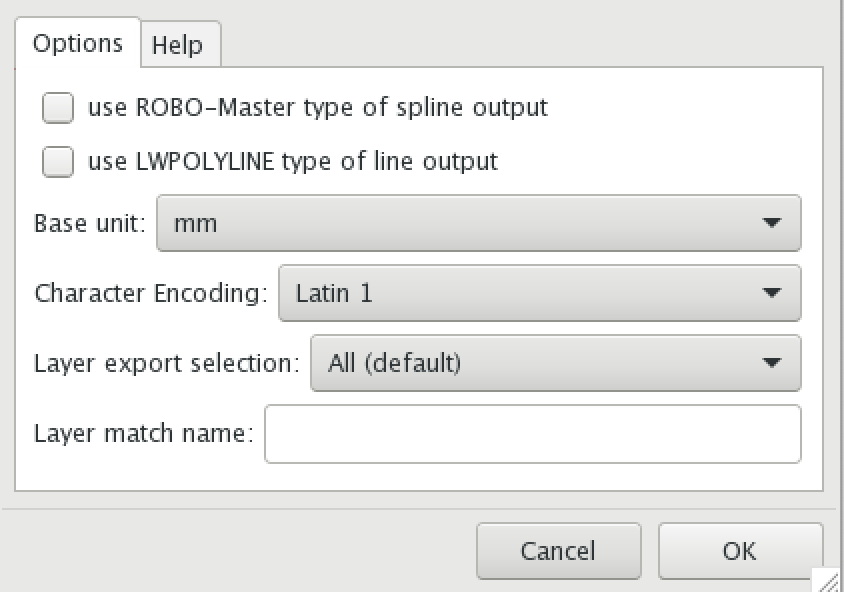 Options Help
use ROBO-Master type of spline output
use LWPOLYLINE type of line output
Base unit: mm
Character Encoding: Latin 1
Layer export selection: All (default)
Layer match name:
Cancel OK